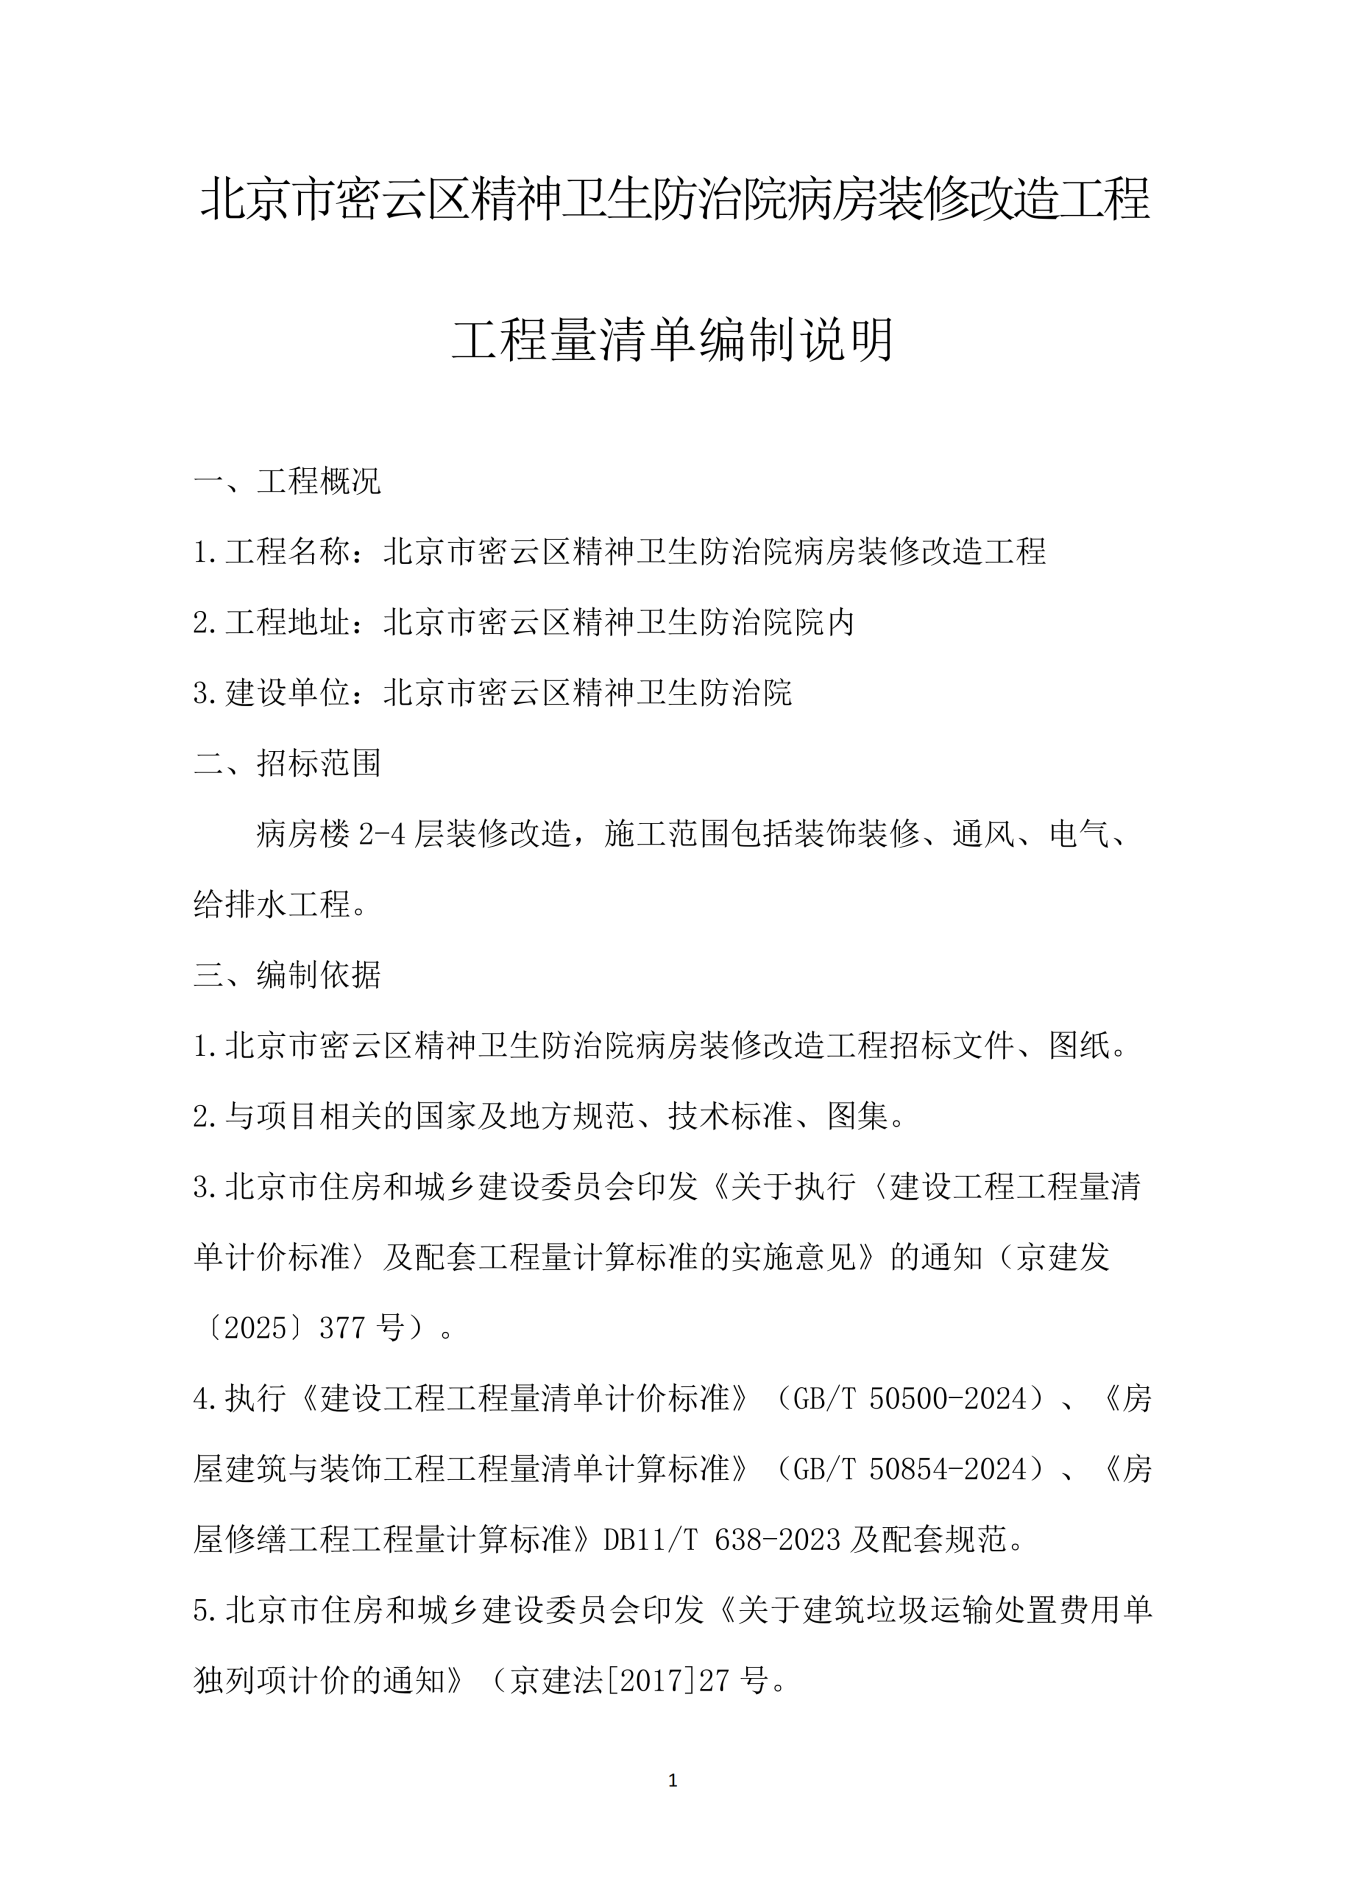 北京市密云区精神卫生防治院病房装修改造工程
工程量清单编制说明
一、工程概况
1.工程名称：北京市密云区精神卫生防治院病房装修改造工程
2.工程地址：北京市密云区精神卫生防治院院内
3.建设单位：北京市密云区精神卫生防治院
二、招标范围
病房楼 2-4 层装修改造，施工范围包括装饰装修、通风、电气、
给排水工程。
三、编制依据
1.北京市密云区精神卫生防治院病房装修改造工程招标文件、图纸。
2.与项目相关的国家及地方规范、技术标准、图集。
3.北京市住房和城乡建设委员会印发《关于执行〈建设工程工程量清
单计价标准〉及配套工程量计算标准的实施意见》的通知（京建发
〔2025〕377 号）。
4.执行《建设工程工程量清单计价标准》（GB/T 50500-2024）、《房
屋建筑与装饰工程工程量清单计算标准》（GB/T 50854-2024）、《房
屋修缮工程工程量计算标准》DB11/T 638-2023 及配套规范。
5.北京市住房和城乡建设委员会印发《关于建筑垃圾运输处置费用单
独列项计价的通知》（京建法[2017]27 号。
1